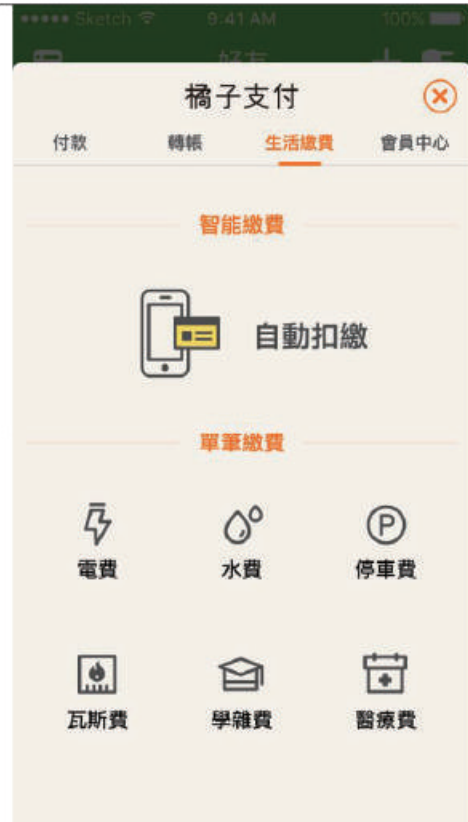 Sketch 9:41 AM 100%
好友
橘子支付
付款 轉帳 生活繳費 會員中心
智能繳費
自動扣繳
單筆繳費
電費 水費 P 停車費
瓦斯費 學雜費 醫療費